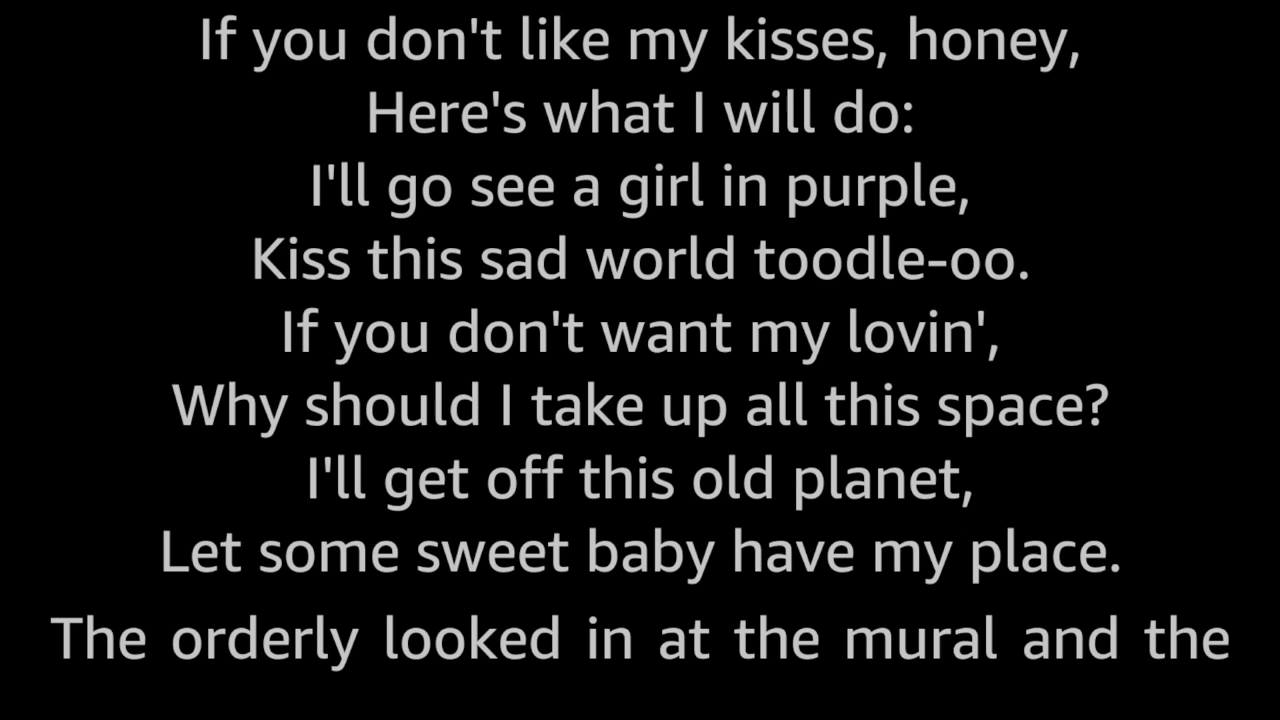 If you don't like my kisses, honey,
Here's what I will do:
I'll go see a girl in purple,
Kiss this sad world toodle-oo.
If you don't want my lovin',
Why should I take up all this space?
I'll get off this old planet,
Let some sweet baby have my place.
The orderly looked in at the mural and the